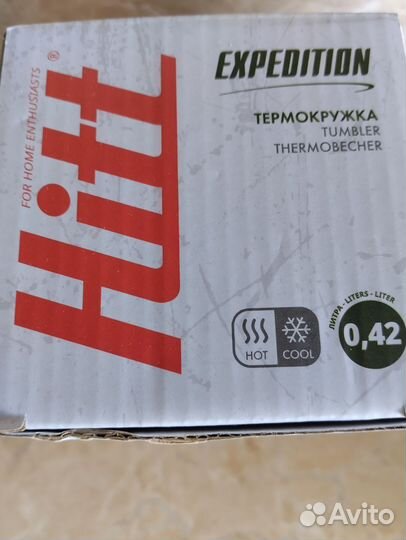 Hitt®
FOR HOME ENTHUSIASTS
EXPEDITION
ТЕРМОКРУЖКА
TUMBLER
THERMOBECHER
HOT
COOL
ЛИТРА - LITERS - LITER
0,42
Avito